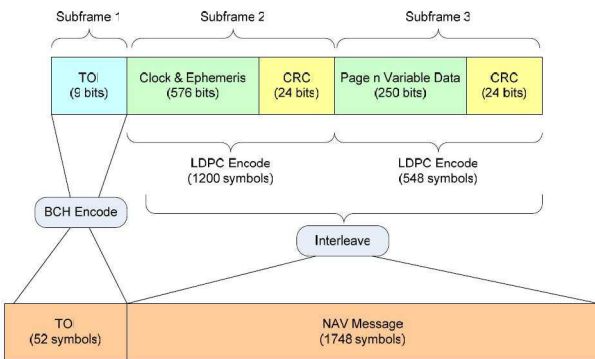 Subframe 1
Subframe 2
Subframe 3
TOI
(9 bits)
Clock & Ephemeris
(576 bits)
CRC
(24 bits)
Page n Variable Data
(250 bits)
CRC
(24 bits)
LDPC Encode
(1200 symbols)
LDPC Encode
(548 symbols)
BCH Encode
Interleave
TOI
(52 symbols)
NAV Message
(1748 symbols)